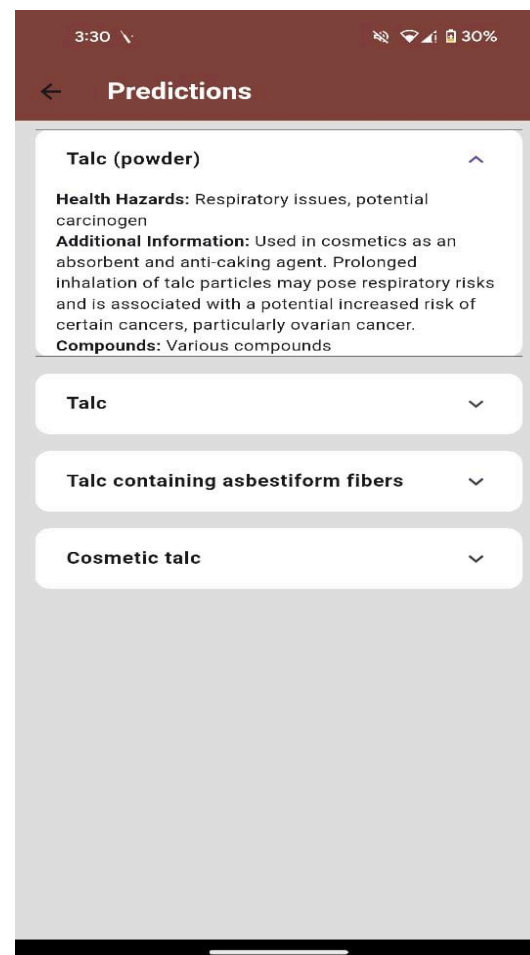 3:30 30%
Predictions
Talc (powder)
Health Hazards: Respiratory issues, potential
carcinogen
Additional Information: Used in cosmetics as an
absorbent and anti-caking agent. Prolonged
inhalation of talc particles may pose respiratory risks
and is associated with a potential increased risk of
certain cancers, particularly ovarian cancer.
Compounds: Various compounds
Talc
Talc containing asbestiform fibers
Cosmetic talc